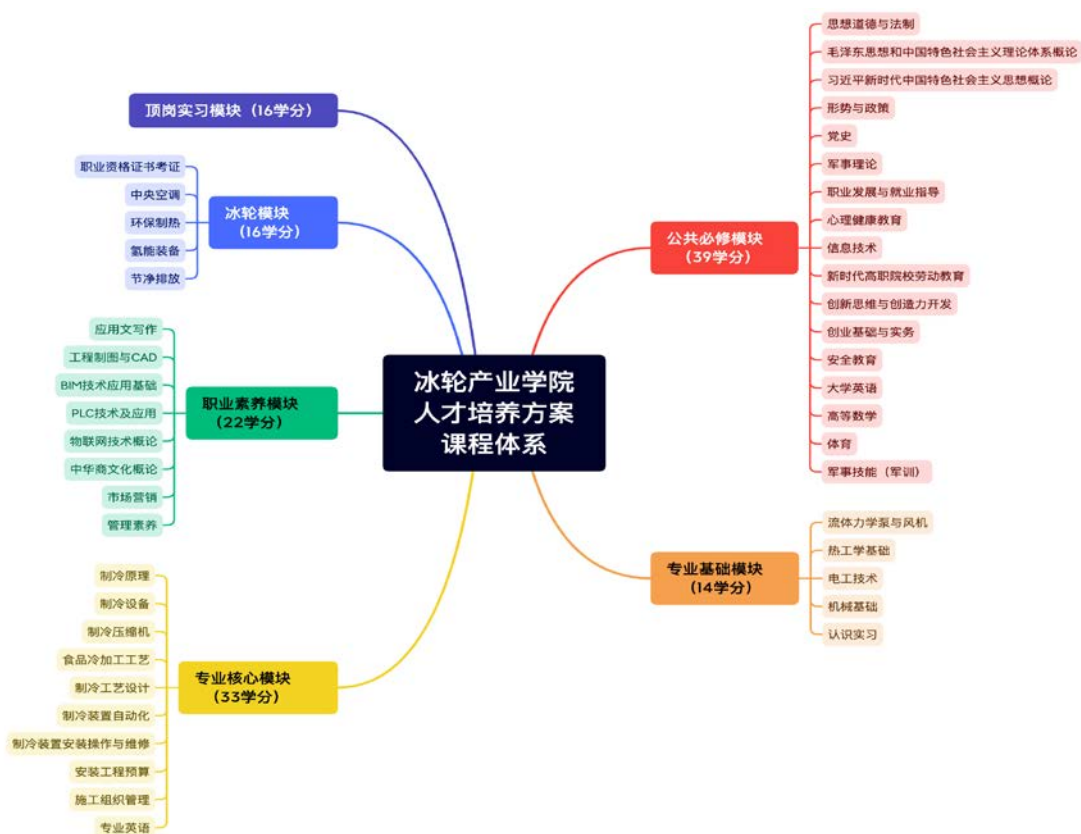 冰轮产业学院
人才培养方案
课程体系
顶岗实习模块（16学分）
冰轮模块
（16学分）
职业资格证书考证
中央空调
环保制热
氢能装备
节净排放
职业素养模块
（22学分）
应用文写作
工程制图与CAD
BIM技术应用基础
PLC技术及应用
物联网技术概论
中华商文化概论
市场营销
管理素养
专业核心模块
（33学分）
制冷原理
制冷设备
制冷压缩机
食品冷加工工艺
制冷工艺设计
制冷装置自动化
制冷装置安装操作与维修
安装工程预算
施工组织管理
专业英语
公共必修模块
（39学分）
思想道德与法制
毛泽东思想和中国特色社会主义理论体系概论
习近平新时代中国特色社会主义思想概论
形势与政策
党史
军事理论
职业发展与就业指导
心理健康教育
信息技术
新时代高职院校劳动教育
创新思维与创造力开发
创业基础与实务
安全教育
大学英语
高等数学
体育
军事技能（军训）
专业基础模块
（14学分）
流体力学泵与风机
热工学基础
电工技术
机械基础
认识实习